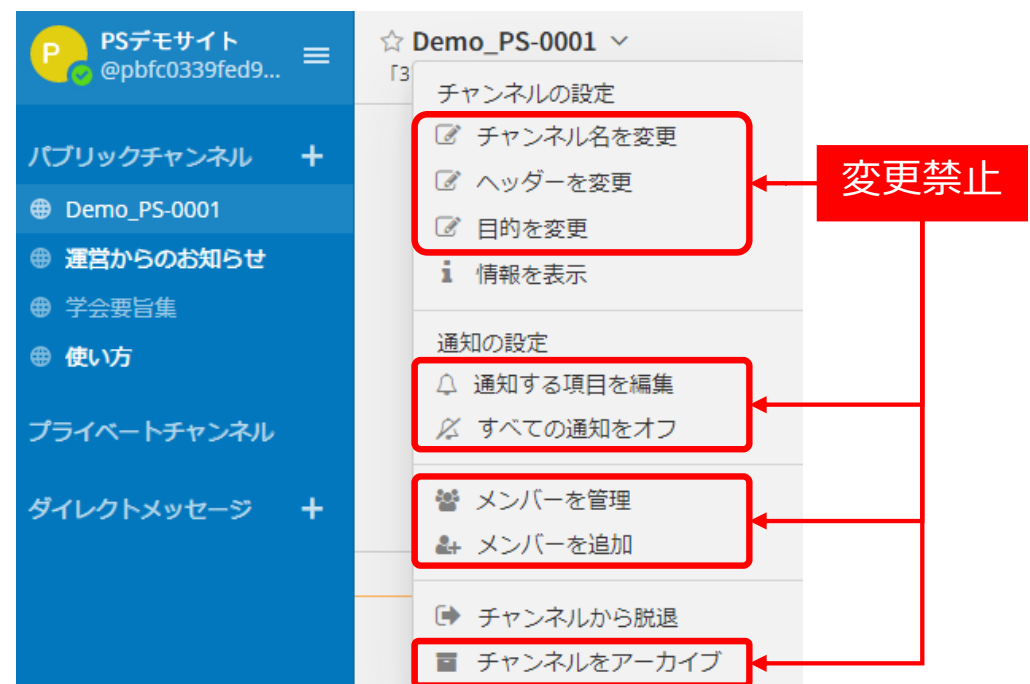 P
PSデモサイト
@pbfc0339fed9...
パブリックチャンネル
Demo_PS-0001
運営からのお知らせ
学会要旨集
使い方
プライベートチャンネル
ダイレクトメッセージ
Demo_PS-0001
「3
チャンネルの設定
チャンネル名を変更
ヘッダーを変更
目的を変更
情報を表示
通知の設定
通知する項目を編集
すべての通知をオフ
メンバーを管理
メンバーを追加
チャンネルから脱退
チャンネルをアーカイブ
変更禁止